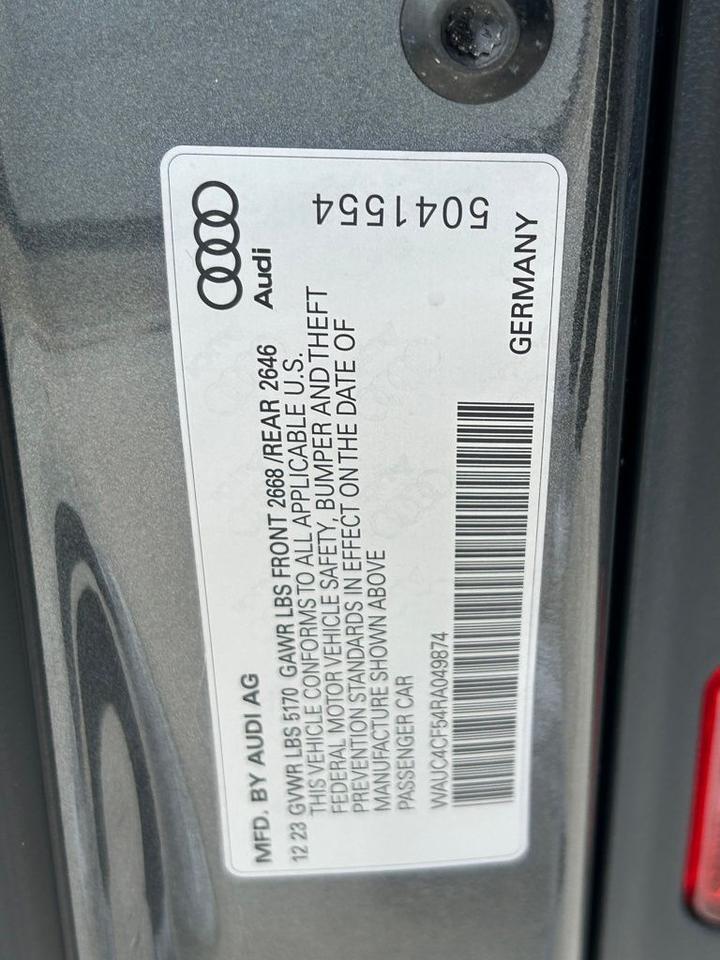 Audi
5041554
MFD. BY AUDI AG
12 23 GVWR LBS 5170 GAWR LBS FRONT 2668 /REAR 2646
THIS VEHICLE CONFORMS TO ALL APPLICABLE U.S.
FEDERAL MOTOR VEHICLE SAFETY, BUMPER AND THEFT
PREVENTION STANDARDS IN EFFECT ON THE DATE OF
MANUFACTURE SHOWN ABOVE
PASSENGER CAR
WAUCACF54RA049874
GERMANY